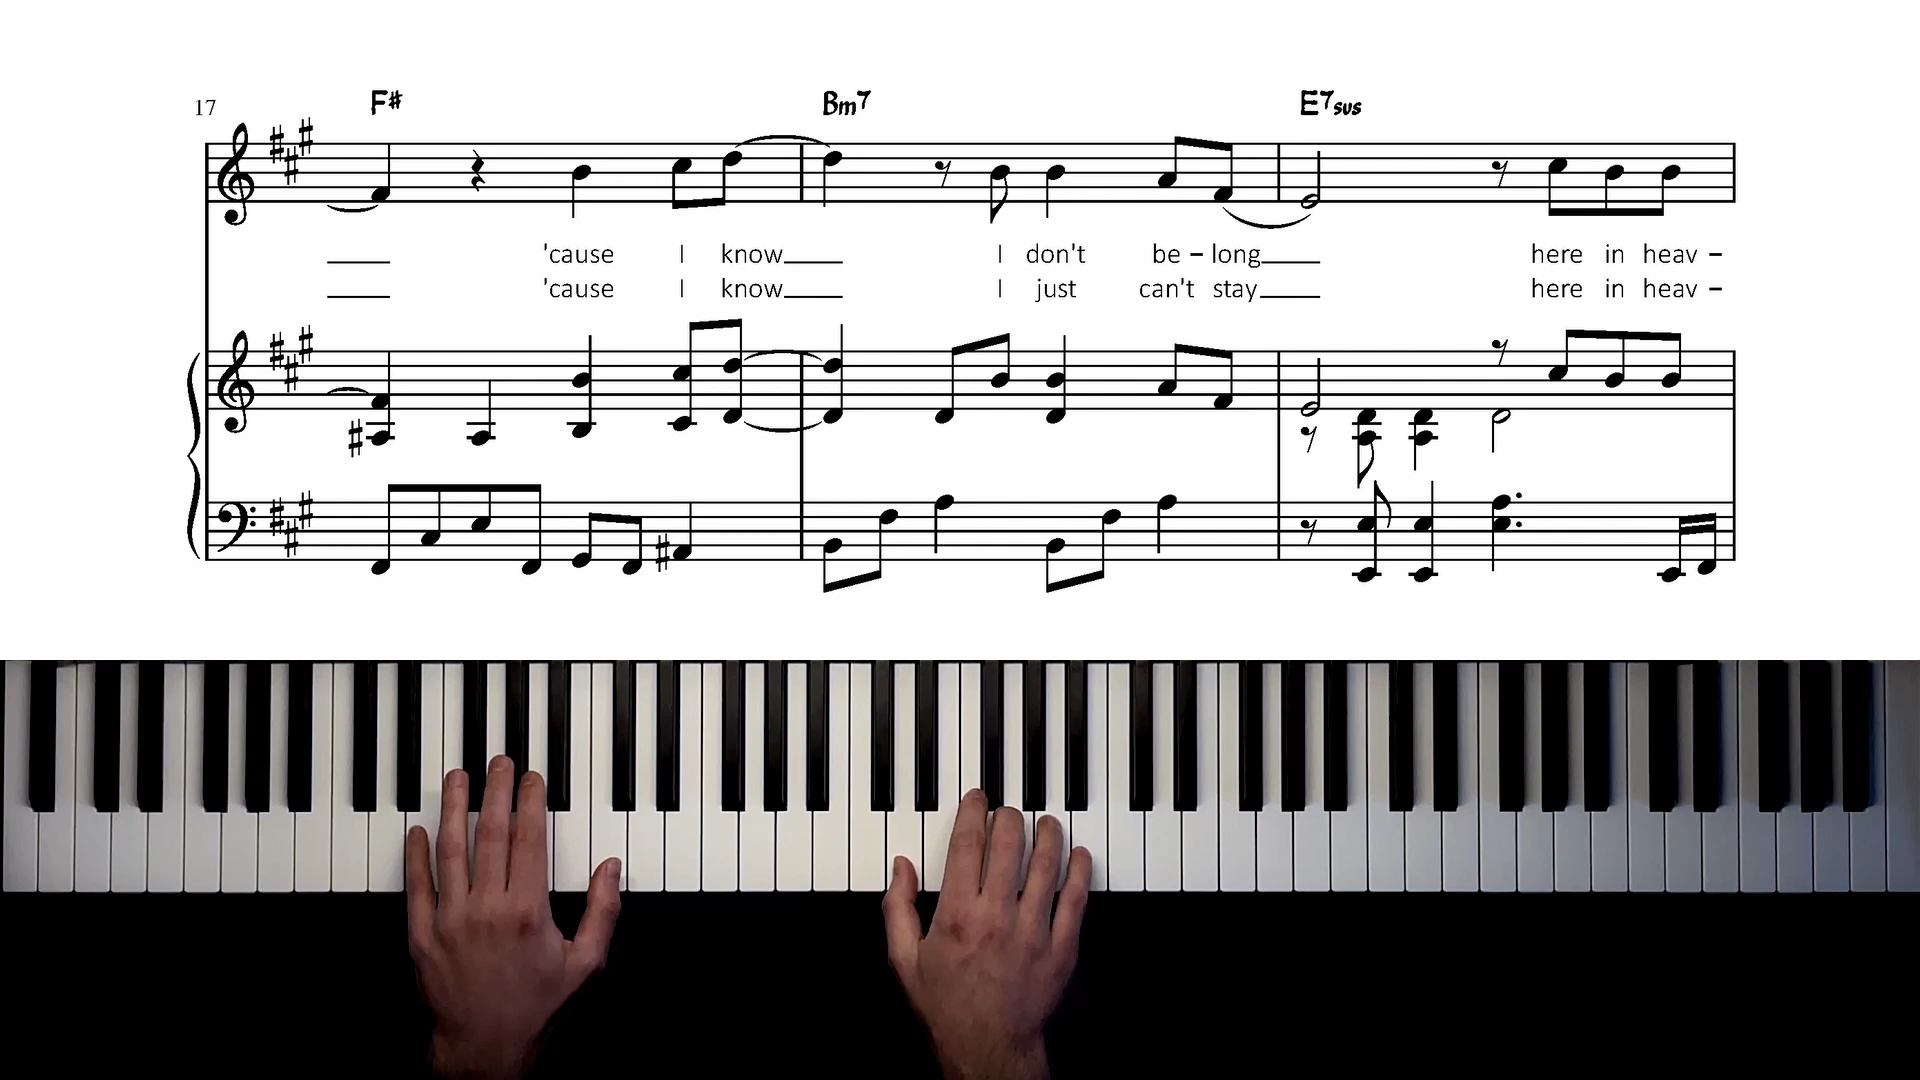 17 F# Bm7 E7sus
'cause I know I don't be – long here in heav –
'cause I know I just can't stay here in heav –